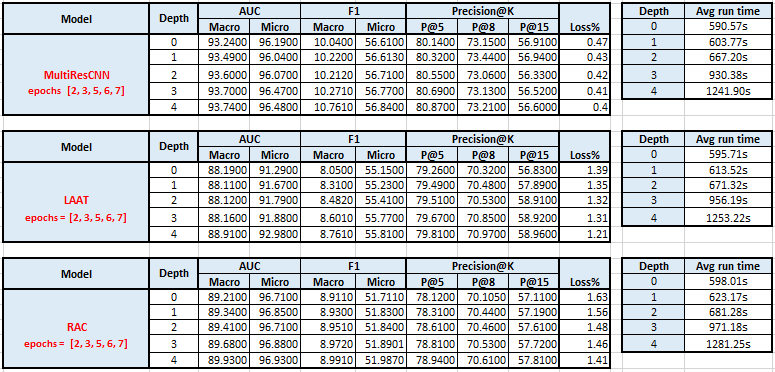 Model Depth AUC F1 Precision@K Loss% Depth Avg run time
Macro Micro Macro Micro P@5 P@8 P@15 0 590.57s
MultiResCNN
epochs [2, 3, 5, 6, 7]
0 93.2400 96.1900 10.0400 56.6100 80.1400 73.1500 56.9100 0.47 1 603.77s
1 93.4900 96.0400 10.2200 56.6130 80.3200 73.4400 56.9400 0.43 2 667.20s
2 93.6000 96.0700 10.2120 56.7100 80.5500 73.0600 56.3300 0.42 3 930.38s
3 93.7000 96.4700 10.2710 56.7700 80.6900 73.1300 56.5200 0.41 4 1241.90s
4 93.7400 96.4800 10.7610 56.8400 80.8700 73.2100 56.6000 0.4
Model Depth AUC F1 Precision@K Loss% Depth Avg run time
Macro Micro Macro Micro P@5 P@8 P@15 0 595.71s
LAAT
epochs = [2, 3, 5, 6, 7]
0 88.1900 91.2900 8.0500 55.1500 79.2600 70.3200 56.8300 1.39 1 613.52s
1 88.1100 91.6700 8.3100 55.2300 79.4900 70.4800 57.8900 1.35 2 671.32s
2 88.1200 91.7900 8.4820 55.4100 79.5100 70.5300 58.9100 1.32 3 956.19s
3 88.1600 91.8800 8.6010 55.7700 79.6700 70.8500 58.9200 1.31 4 1253.22s
4 88.9100 92.9800 8.7610 55.8100 79.8100 70.9700 58.9600 1.21
Model Depth AUC F1 Precision@K Loss% Depth Avg run time
Macro Micro Macro Micro P@5 P@8 P@15 0 598.01s
RAC
epochs = [2, 3, 5, 6, 7]
0 89.2100 96.7100 8.9110 51.7110 78.1200 70.1050 57.1100 1.63 1 623.17s
1 89.3400 96.8500 8.9300 51.8300 78.3100 70.4400 57.1900 1.56 2 681.28s
2 89.4100 96.7100 8.9510 51.8400 78.6100 70.4600 57.6100 1.48 3 971.18s
3 89.6800 96.8800 8.9720 51.8901 78.8100 70.5300 57.7200 1.46 4 1281.25s
4 89.9300 96.9300 8.9910 51.9870 78.9400 70.6100 57.8100 1.41